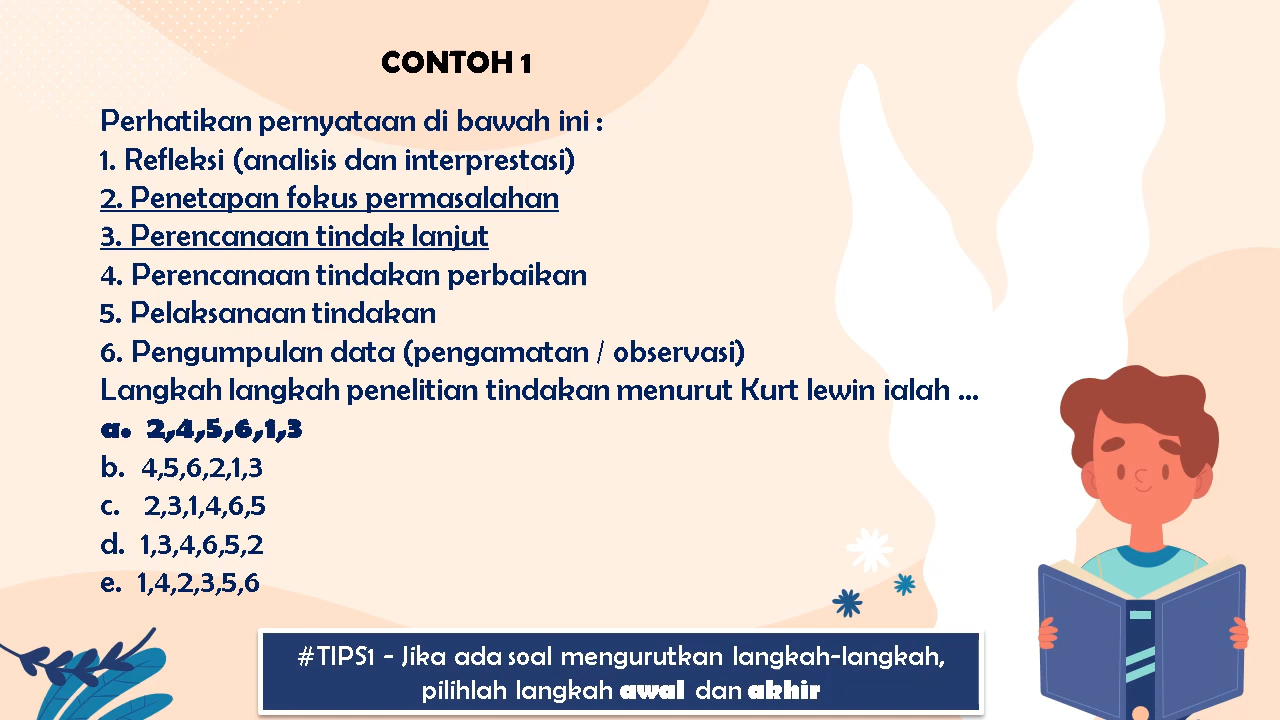 CONTOH 1
Perhatikan pernyataan di bawah ini :
1. Refleksi (analisis dan interprestasi)
2. Penetapan fokus permasalahan
3. Perencanaan tindak lanjut
4. Perencanaan tindakan perbaikan
5. Pelaksanaan tindakan
6. Pengumpulan data (pengamatan / observasi)
Langkah langkah penelitian tindakan menurut Kurt lewin ialah ...
a. 2,4,5,6,1,3
b. 4,5,6,2,1,3
c. 2,3,1,4,6,5
d. 1,3,4,6,5,2
e. 1,4,2,3,5,6
#TIPS1 - Jika ada soal mengurutkan langkah-langkah,
pilihlah langkah awal dan akhir